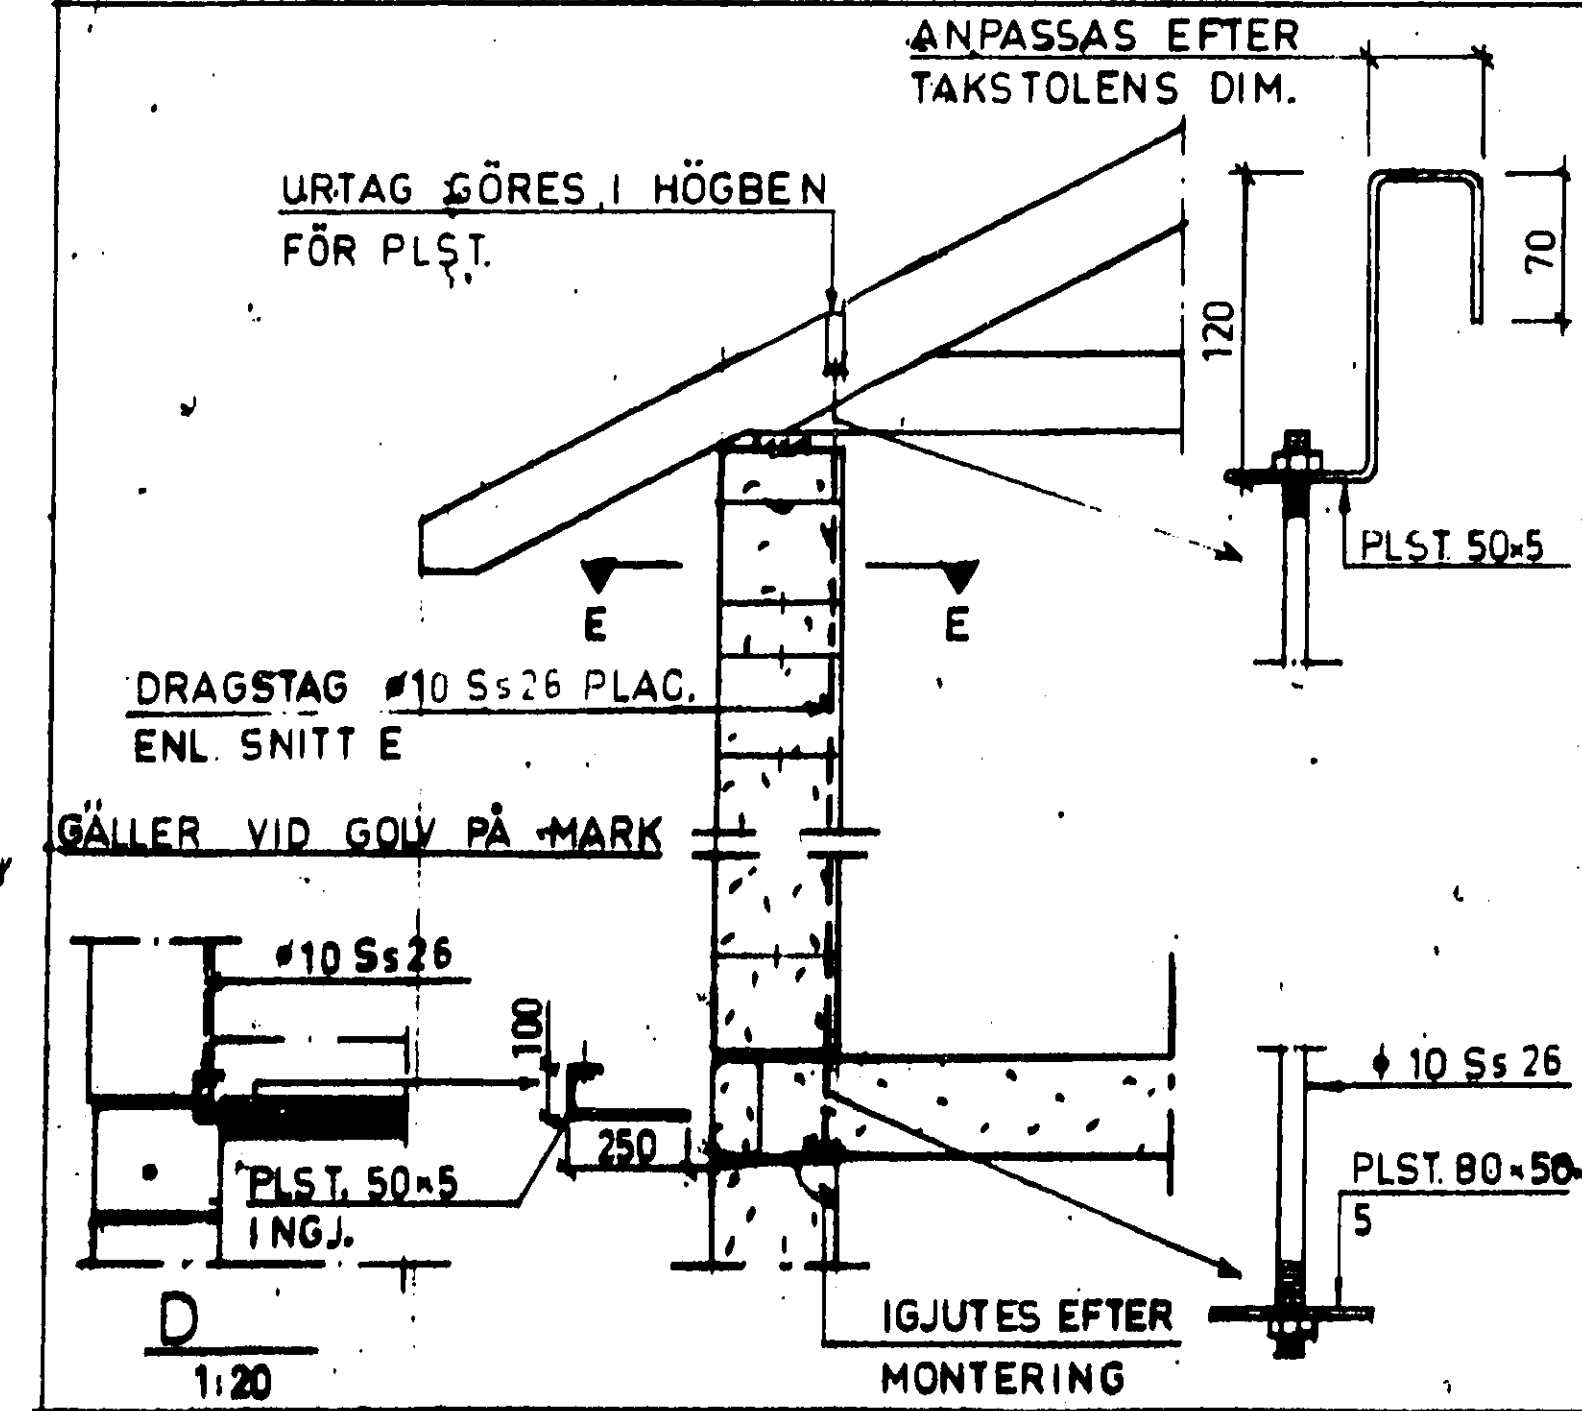 ANPASSAS EFTER
TAKSTOLENS DIM.
URTAG GÖRES I HÖGBEN
FÖR PLST.
120
70
PLST. 50×5
E
E
DRAGSTAG ø10 Ss26 PLAC.
ENL. SNITT E
GÄLLER VID GOLV PÅ MARK
ø10 Ss26
100
250
PLST. 50×5
INGJ.
ø 10 Ss 26
PLST. 80×50×
5
D
1:20
IGJUTES EFTER
MONTERING